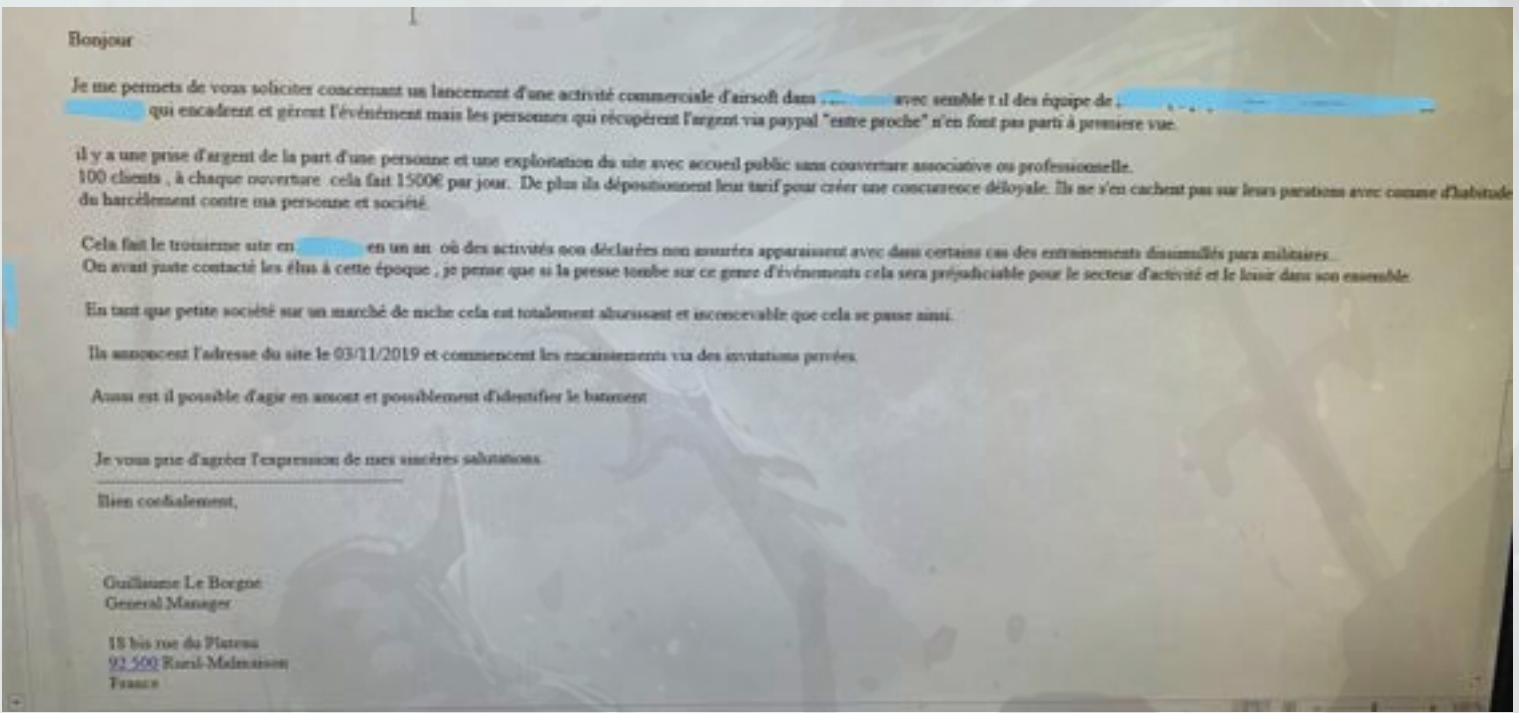 Bonjour
Je me permets de vous soliciter concernant un lancement d'une activité commerciale d'airsoft dans avec semble t il des équipe de
qui encadrent et gérent l'événément mais les personnes qui récupérent l'argent via paypal "entre proche" n'en font pas parti à premiere vue.
il y a une prise d'argent de la part d'une personne et une exploitation du site avec accueil public sans couverture associative ou professionnelle.
100 clients , à chaque ouverture cela fait 1500€ par jour. De plus ils dépositionnent leur tarif pour créer une concurrence déloyale. Ils ne s'en cachent pas sur leurs parutions avec comme d'habitude
du harcélement contre ma personne et société.
Cela fait le troisieme site en en un an où des activités non déclarées non assurées apparaissent avec dans certains cas des entrainements dissimullés para militaires.
On avait juste contacté les élus à cette époque , je pense que si la presse tombe sur ce genre d'événements cela sera préjudiciable pour le secteur d'activité et le loisir dans son ensemble.
En tant que petite société sur un marché de niche cela est totalement ahurissant et inconcevable que cela se passe ainsi.
Ils annoncent l'adresse du site le 03/11/2019 et commencent les encaissements via des invitations privées.
Aussi est il possible d'agir en amont et possiblement d'identifier le batiment
Je vous prie d'agréer l'expression de mes sincères salutations.
Bien cordialement,
Guillaume Le Borgne
General Manager
18 bis rue du Plateau
92 500 Rueil-Malmaison
France